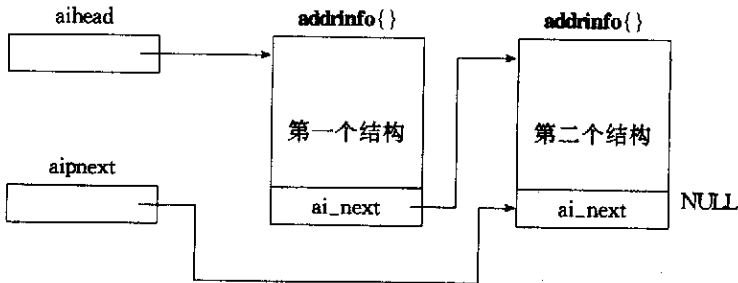 aihead
addrinfo{}
addrinfo{}
第一个结构
第二个结构
aipnext
ai_next
ai_next
NULL